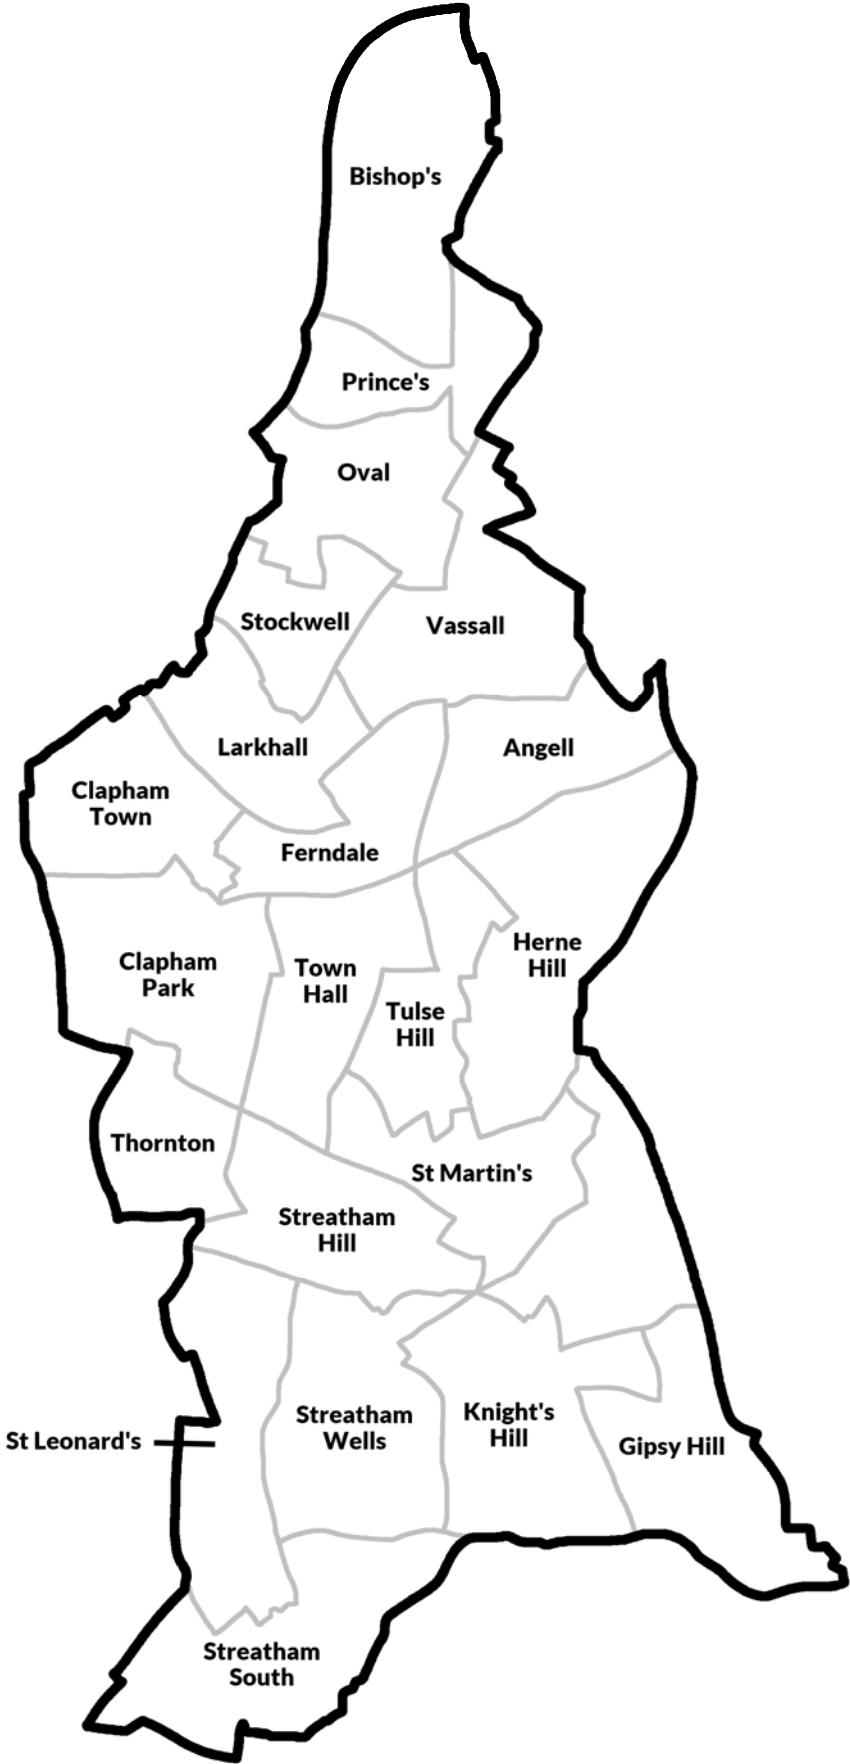 Bishop's
Prince's
Oval
Stockwell
Vassall
Larkhall
Angell
Clapham
Town
Ferndale
Clapham
Park
Town
Hall
Herne
Hill
Tulse
Hill
Thornton
St Martin's
Streatham
Hill
Streatham
Wells
Knight's
Hill
St Leonard's
Gipsy Hill
Streatham
South